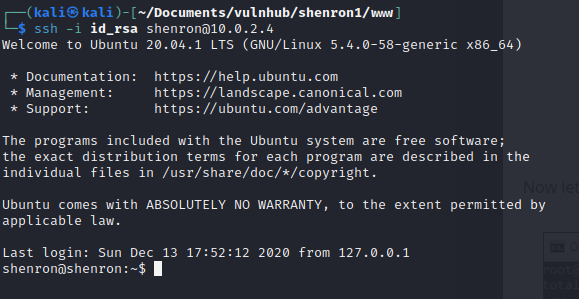 ┌──(kali㉿kali)-[~/Documents/vulnhub/shenron1/www]
└─$ ssh -i id_rsa shenron@10.0.2.4
Welcome to Ubuntu 20.04.1 LTS (GNU/Linux 5.4.0-58-generic x86_64)
* Documentation:  https://help.ubuntu.com
* Management:     https://landscape.canonical.com
* Support:        https://ubuntu.com/advantage
The programs included with the Ubuntu system are free software;
the exact distribution terms for each program are described in the
individual files in /usr/share/doc/*/copyright.
Ubuntu comes with ABSOLUTELY NO WARRANTY, to the extent permitted by
applicable law.
Last login: Sun Dec 13 17:52:12 2020 from 127.0.0.1
shenron@shenron:~$
Now let
root@
total